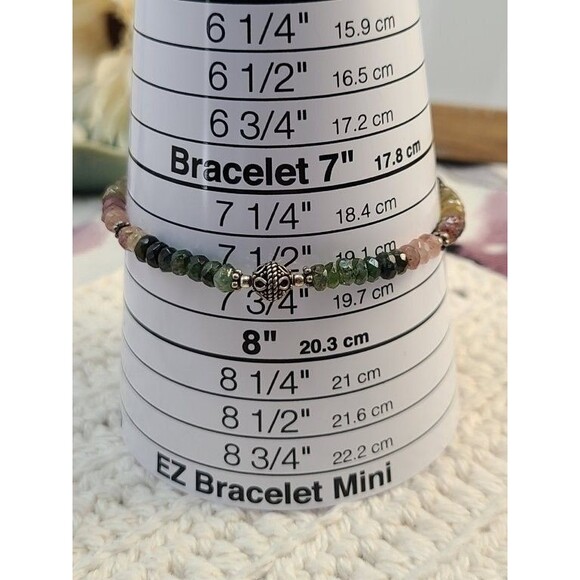 6 1/4" 15.9 cm
6 1/2" 16.5 cm
6 3/4" 17.2 cm
Bracelet 7" 17.8 cm
7 1/4" 18.4 cm
7 1/2" 19.1 cm
7 3/4" 19.7 cm
8" 20.3 cm
8 1/4" 21 cm
8 1/2" 21.6 cm
8 3/4" 22.2 cm
EZ Bracelet Mini